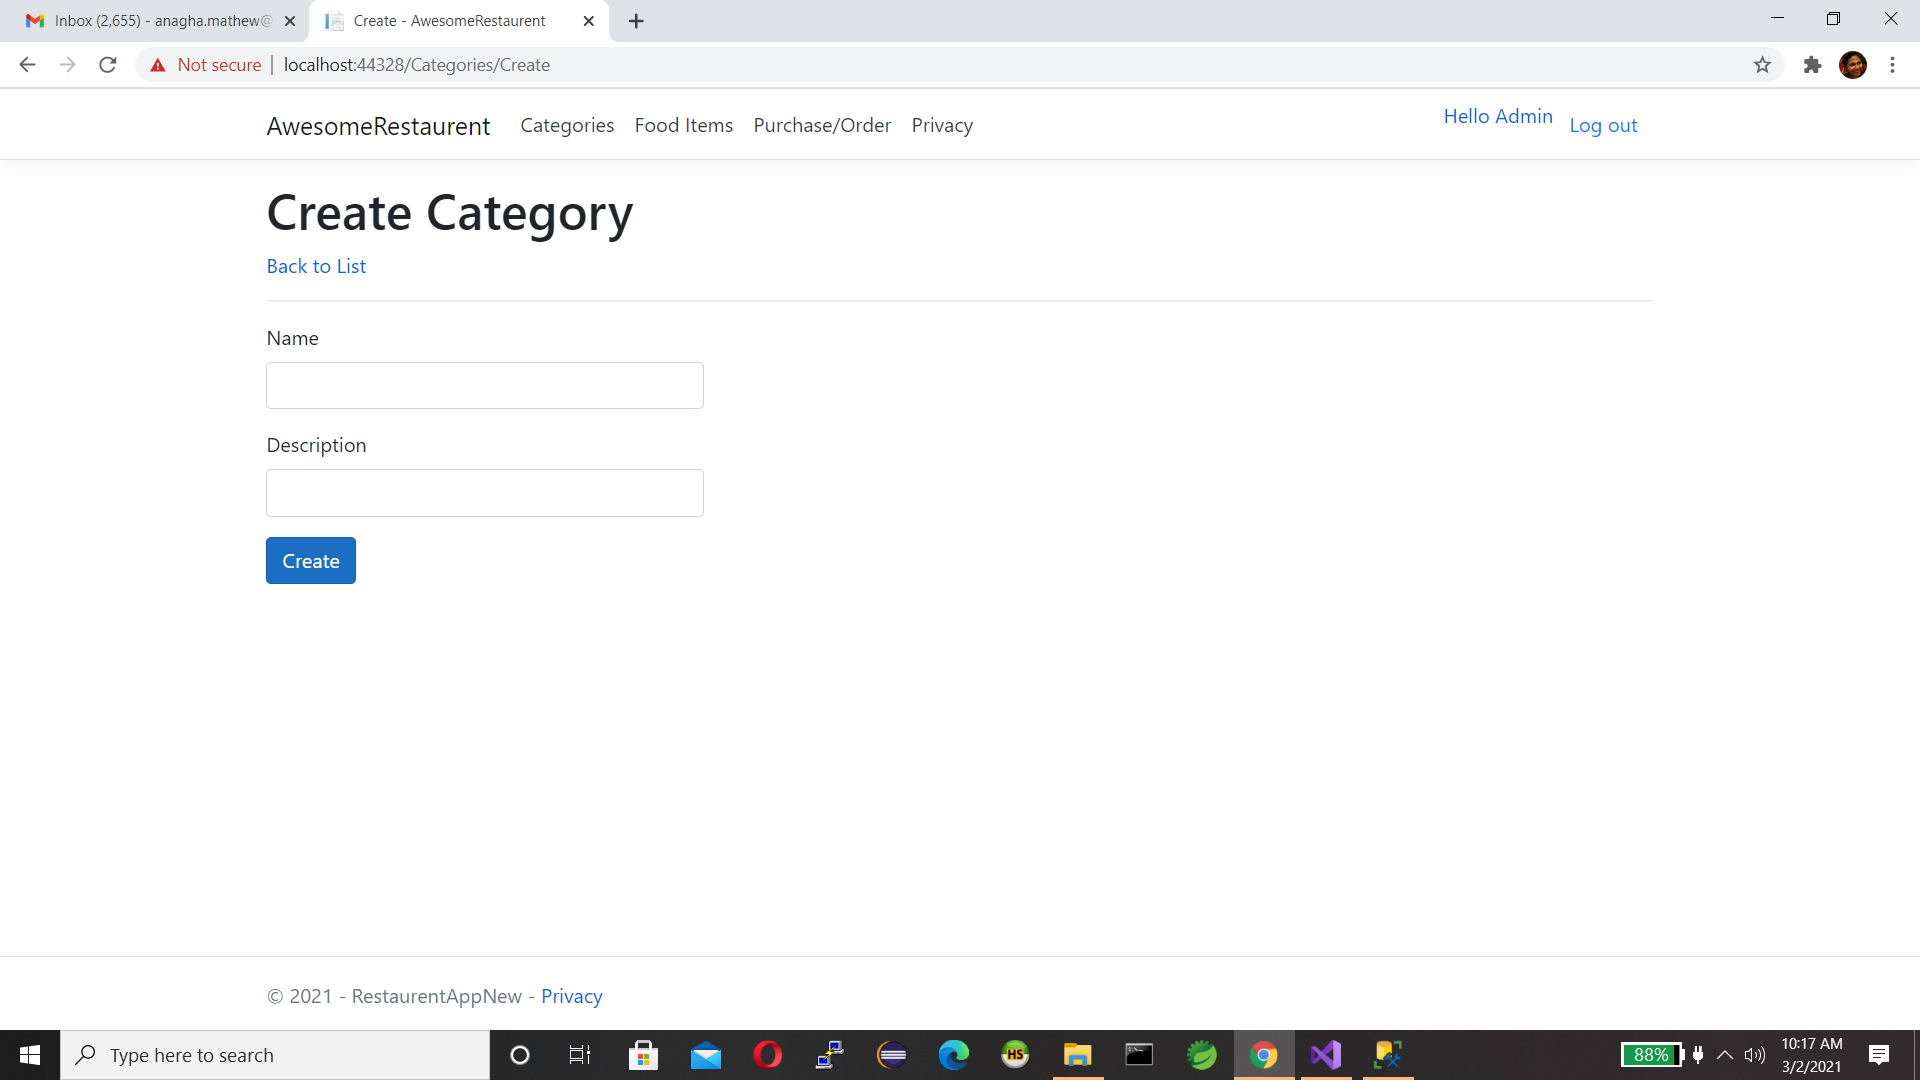 Inbox (2,655) - anagha.mathew@
Create - AwesomeRestaurent
Not secure
localhost:44328/Categories/Create
AwesomeRestaurent
Categories
Food Items
Purchase/Order
Privacy
Hello Admin
Log out
Create Category
Back to List
Name
Description
Create
© 2021 - RestaurentAppNew - Privacy
Type here to search
HS
88%
10:17 AM
3/2/2021